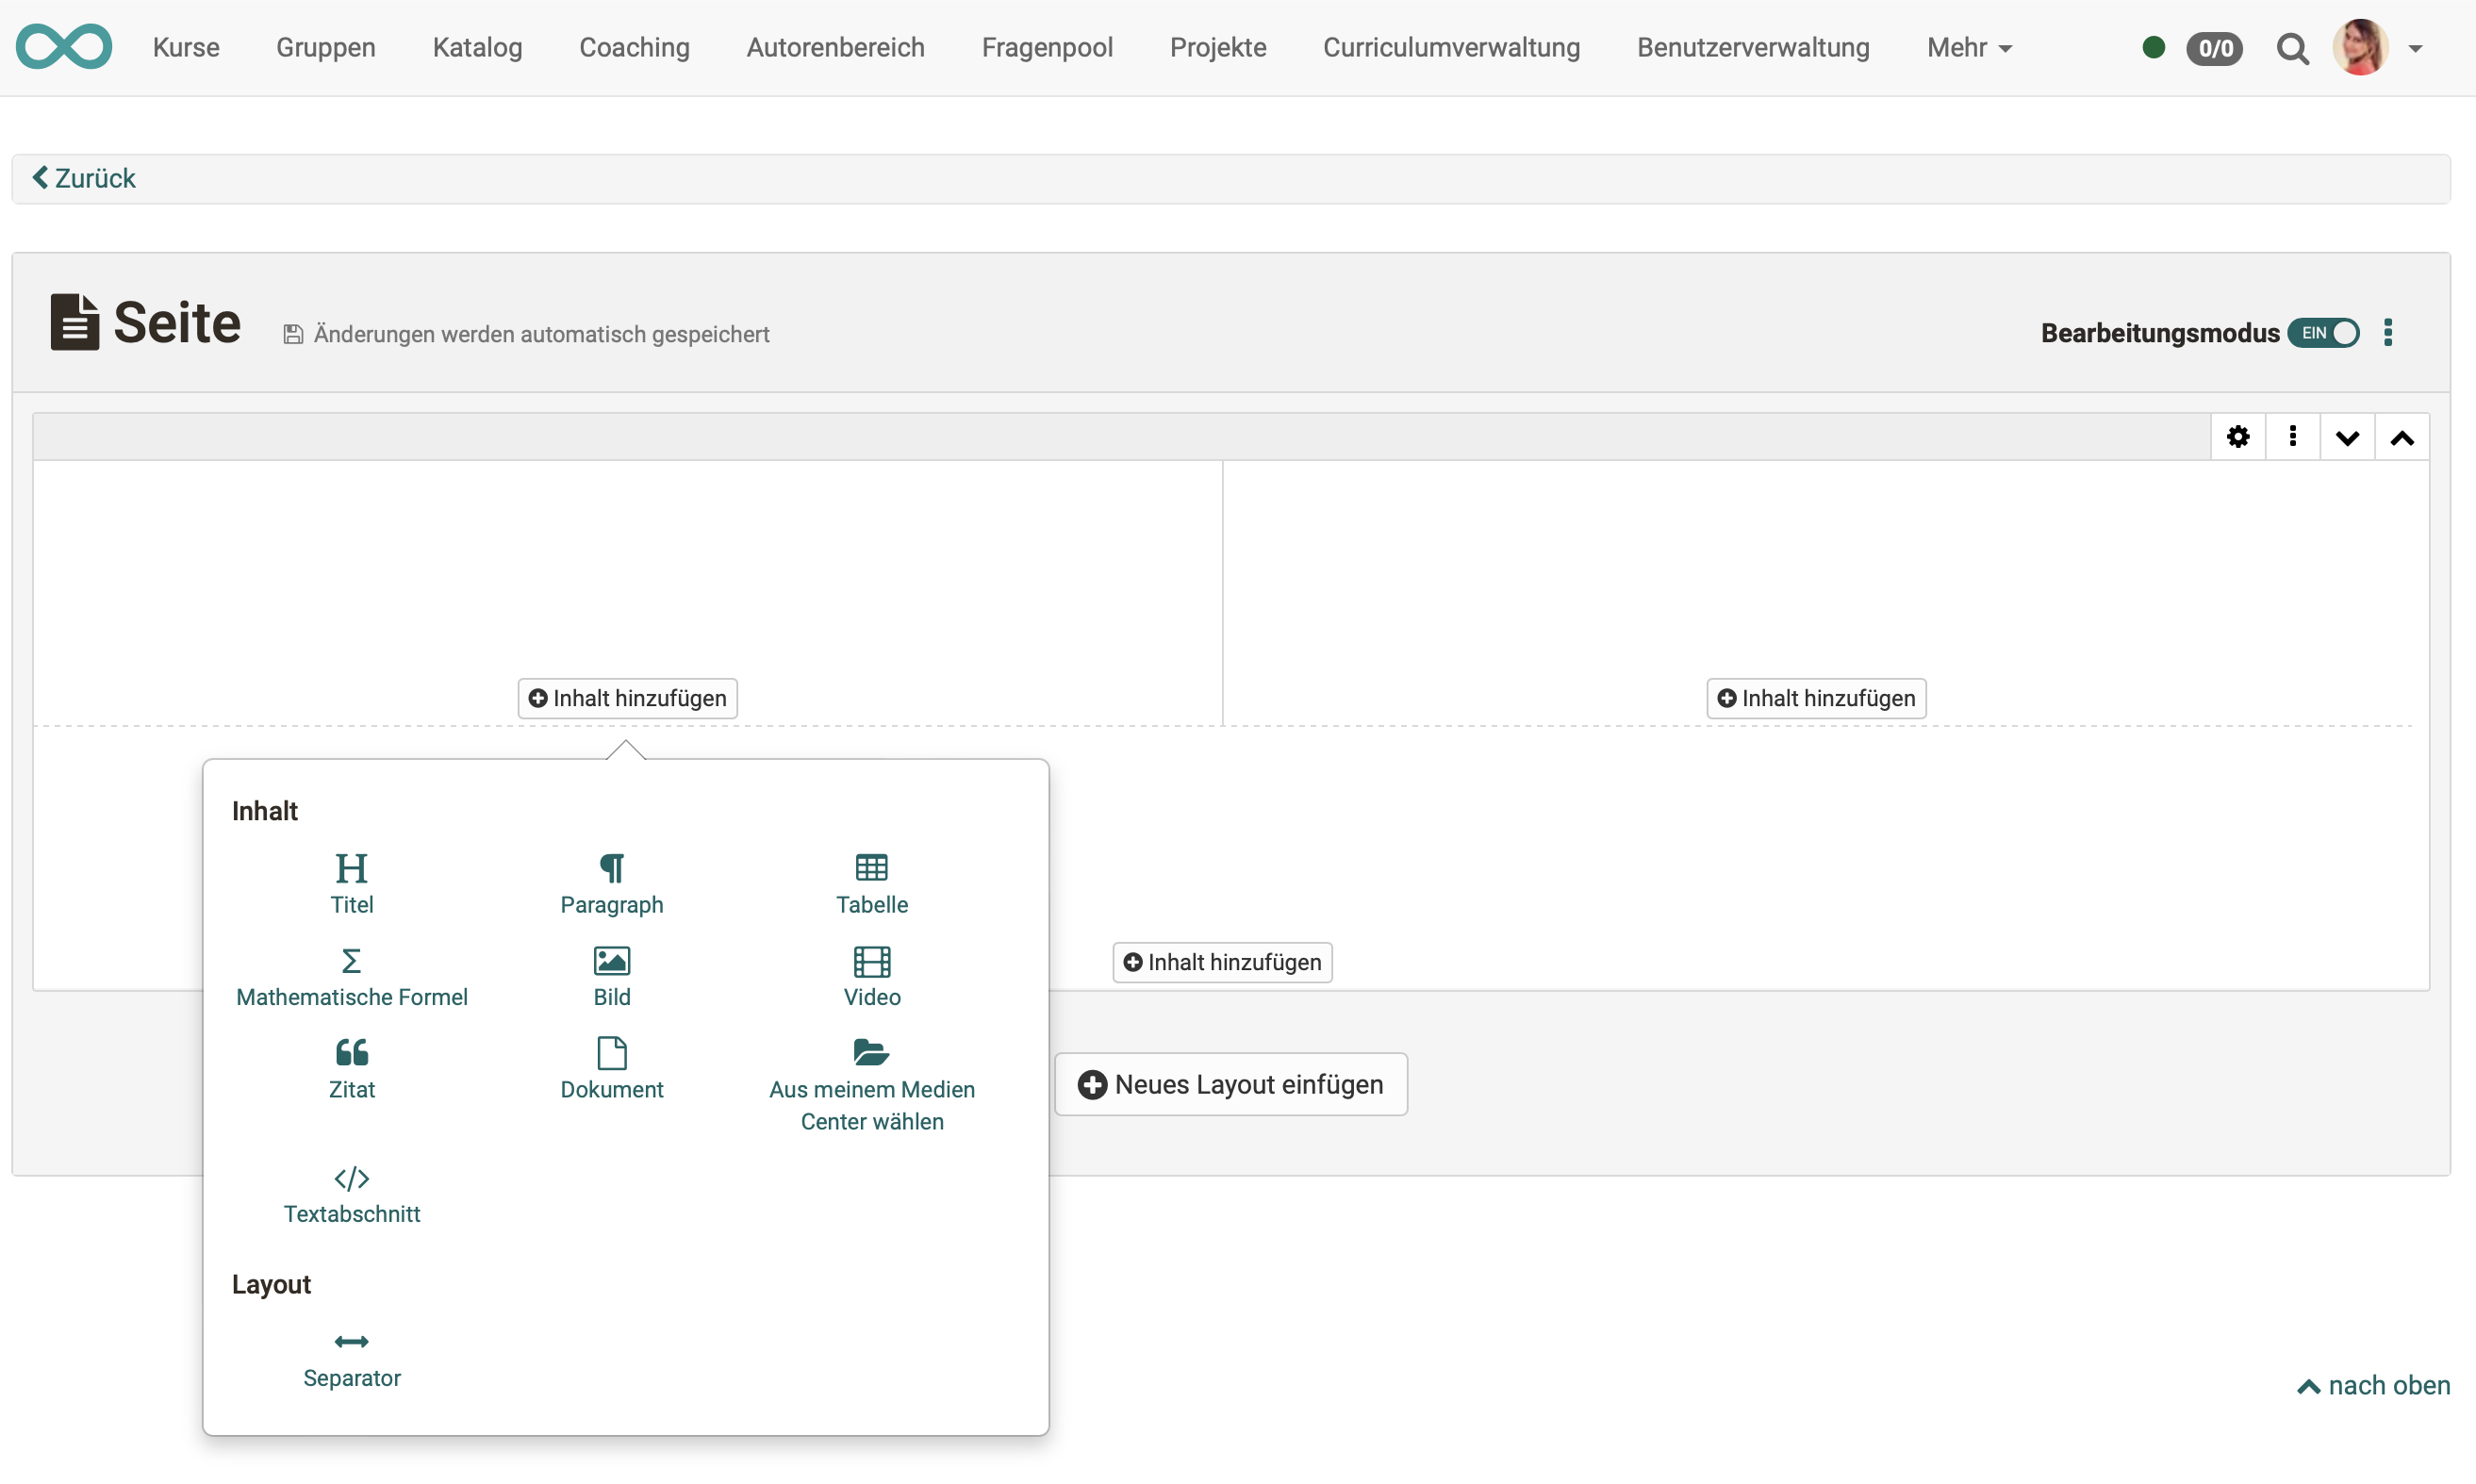 Kurse Gruppen Katalog Coaching Autorenbereich Fragenpool Projekte Curriculumverwaltung Benutzerverwaltung Mehr 0/0
Zurück
Seite Änderungen werden automatisch gespeichert Bearbeitungsmodus EIN
Inhalt hinzufügen Inhalt hinzufügen
Inhalt
Titel Paragraph Tabelle
Inhalt hinzufügen
Mathematische Formel Bild Video
Zitat Dokument Aus meinem Medien
Center wählen
Neues Layout einfügen
Textabschnitt
Layout
Separator
nach oben